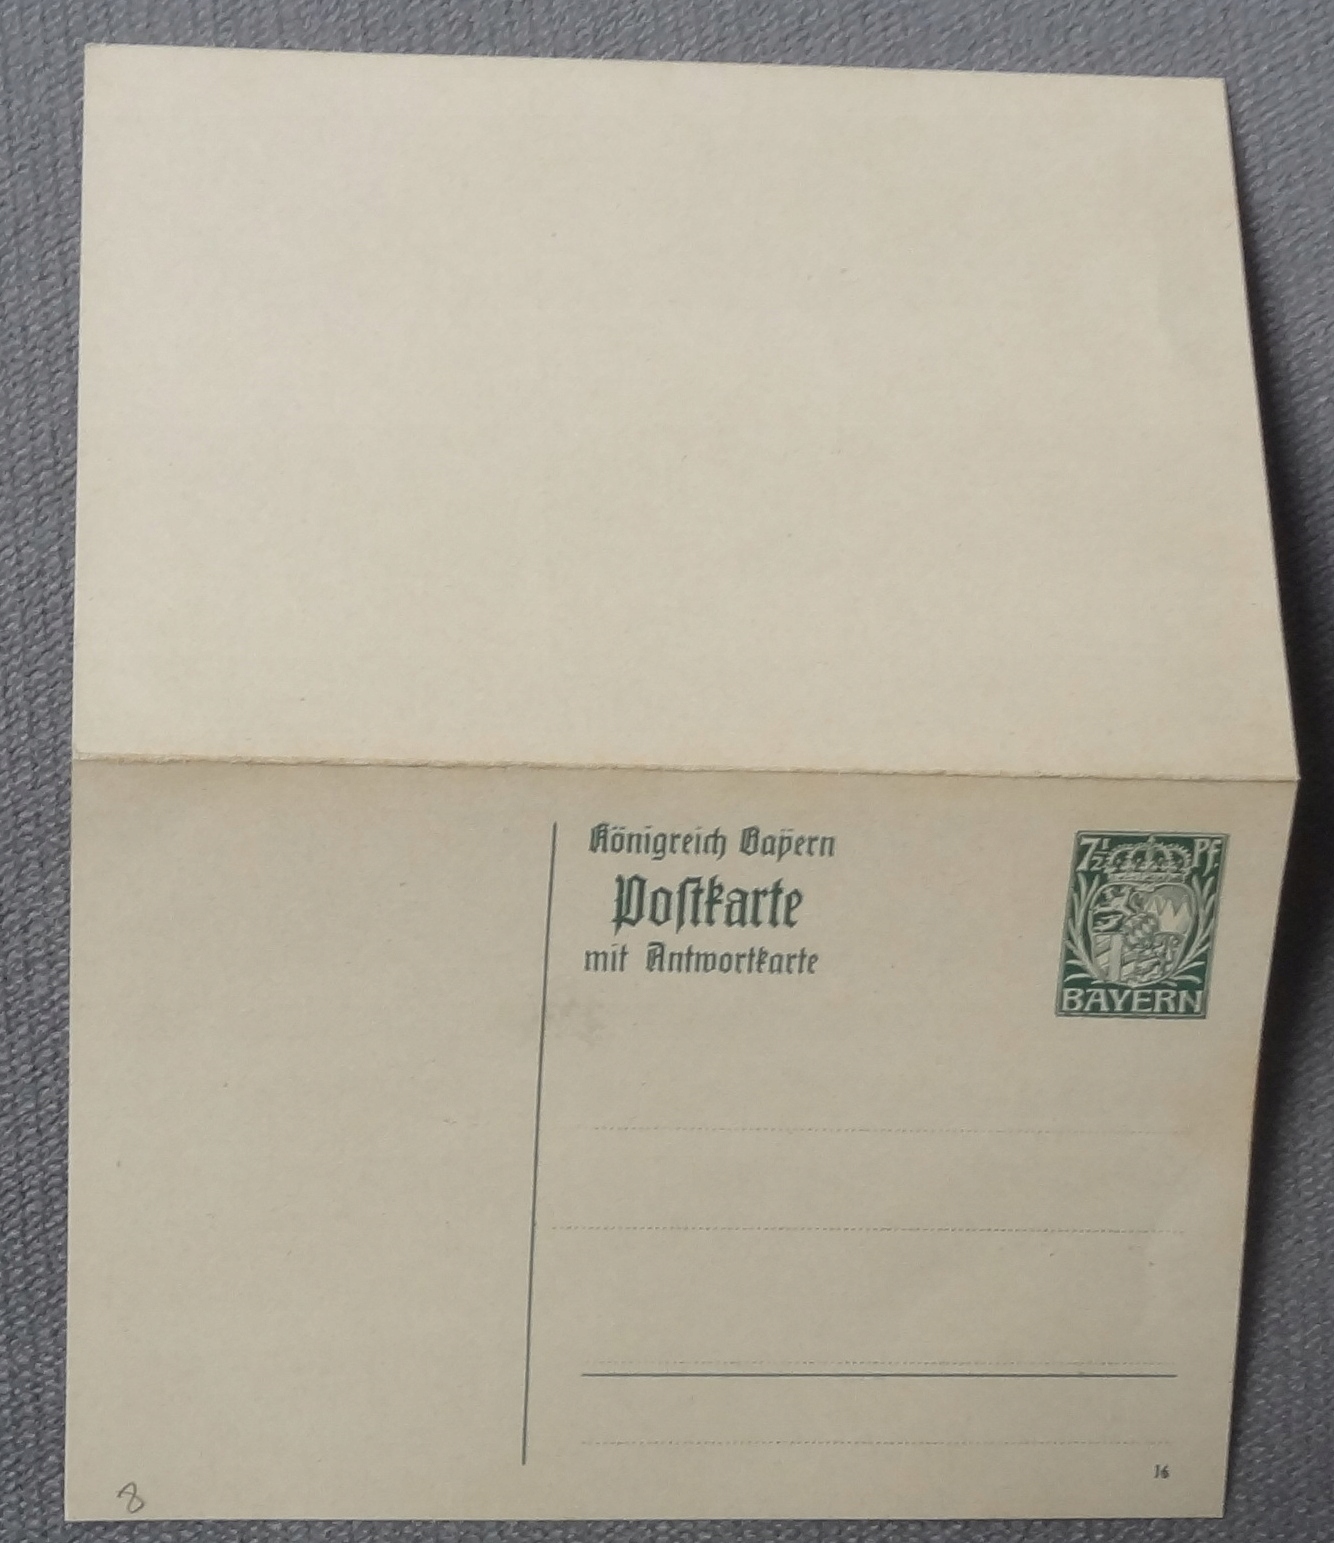 Königreich Bayern
Postkarte
mit Antwortkarte
7½ Pf
BAYERN
16
8